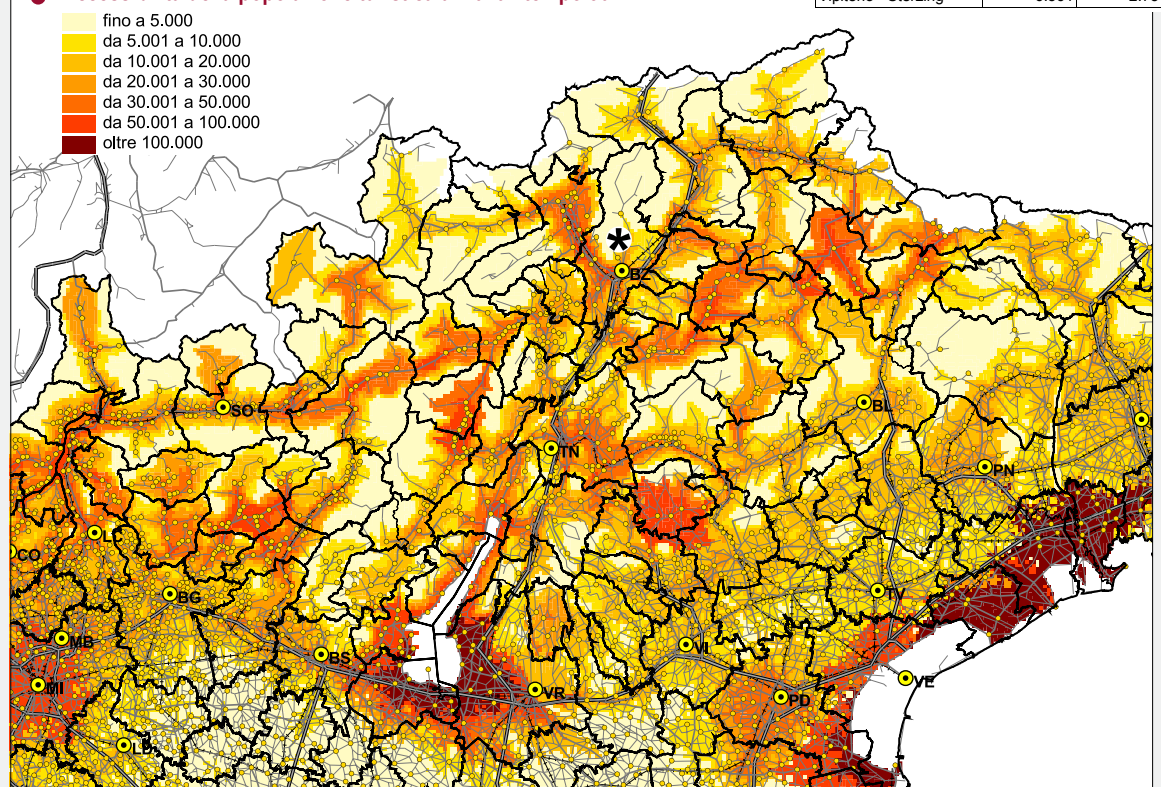 fino a 5.000
da 5.001 a 10.000
da 10.001 a 20.000
da 20.001 a 30.000
da 30.001 a 50.000
da 50.001 a 100.000
oltre 100.000
*
BZ
SO
BL
TN
PN
CO
BG
TV
MB
BS
VI
MI
VR
PD
VE